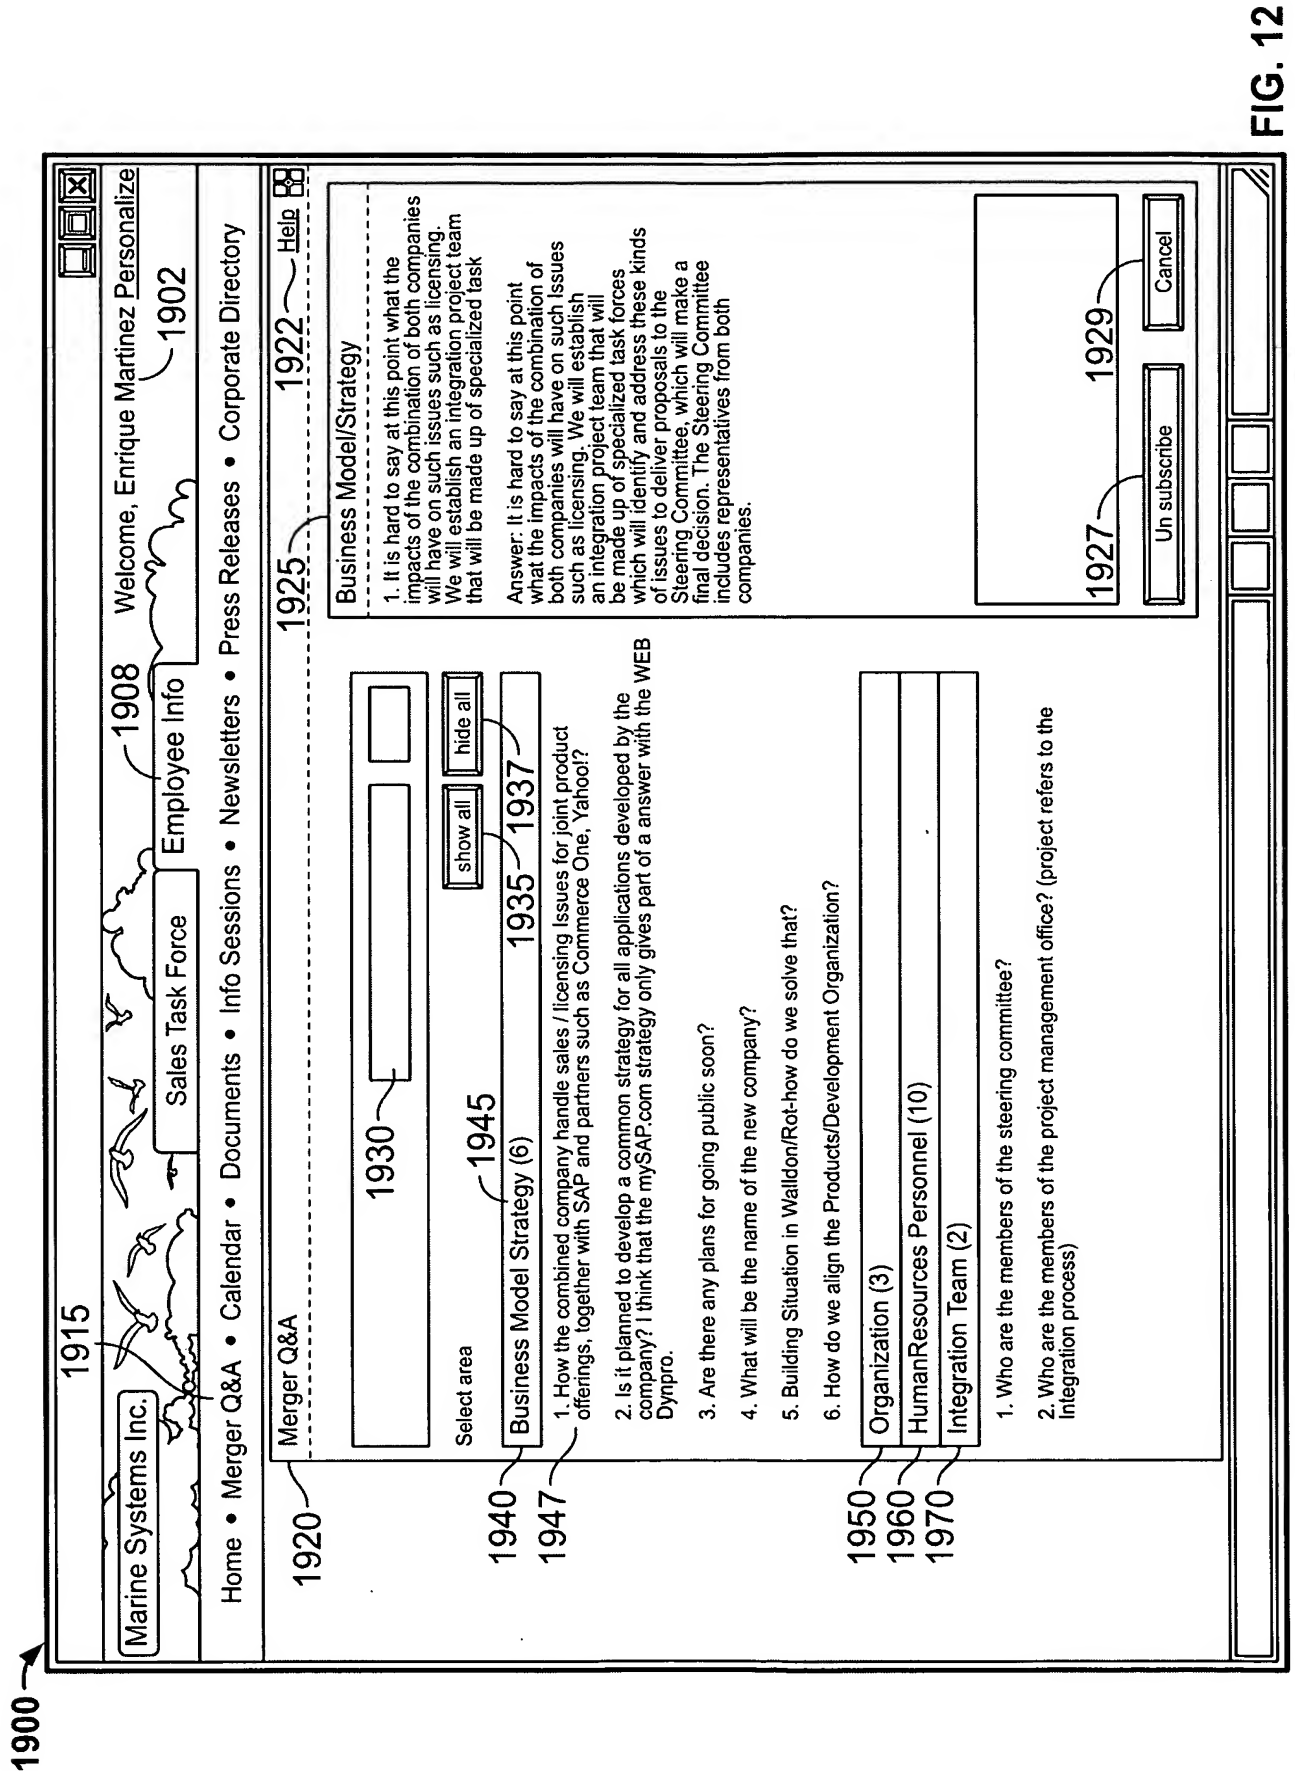 1900
Marine Systems Inc.
1915
Sales Task Force
1908
Employee Info
Welcome, Enrique Martinez Personalize
1902
Home • Merger Q&A • Calendar • Documents • Info Sessions • Newsletters • Press Releases • Corporate Directory
1920
Merger Q&A
1925
1922
Help
1930
Select area
1945
show all
hide all
1940
Business Model Strategy (6)
1935
1937
1947
1. How the combined company handle sales / licensing Issues for joint product
offerings, together with SAP and partners such as Commerce One, Yahoo!?
2. Is it planned to develop a common strategy for all applications developed by the
company? I think that the mySAP.com strategy only gives part of a answer with the WEB
Dynpro.
3. Are there any plans for going public soon?
4. What will be the name of the new company?
5. Building Situation in Walldon/Rot-how do we solve that?
6. How do we align the Products/Development Organization?
1950
Organization (3)
1960
HumanResources Personnel (10)
1970
Integration Team (2)
1. Who are the members of the steering committee?
2. Who are the members of the project management office? (project refers to the
Integration process)
Business Model/Strategy
1. It is hard to say at this point what the
impacts of the combination of both companies
will have on such issues such as licensing.
We will establish an integration project team
that will be made up of specialized task
Answer: It is hard to say at this point
what the impacts of the combination of
both companies will have on such Issues
such as licensing. We will establish
an integration project team that will
be made up of specialized task forces
which will identify and address these kinds
of issues to deliver proposals to the
Steering Committee, which will make a
final decision. The Steering Committee
includes representatives from both
companies.
1927
1929
Un subscribe
Cancel
FIG. 12